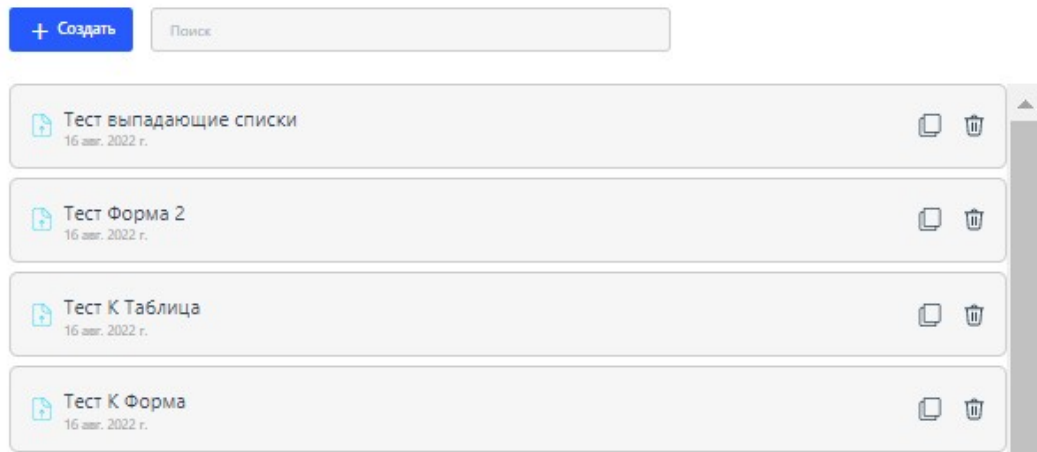 + Создать
Поиск
Тест выпадающие списки
16 авг. 2022 г.
Тест Форма 2
16 авг. 2022 г.
Тест К Таблица
16 авг. 2022 г.
Тест К Форма
16 авг. 2022 г.